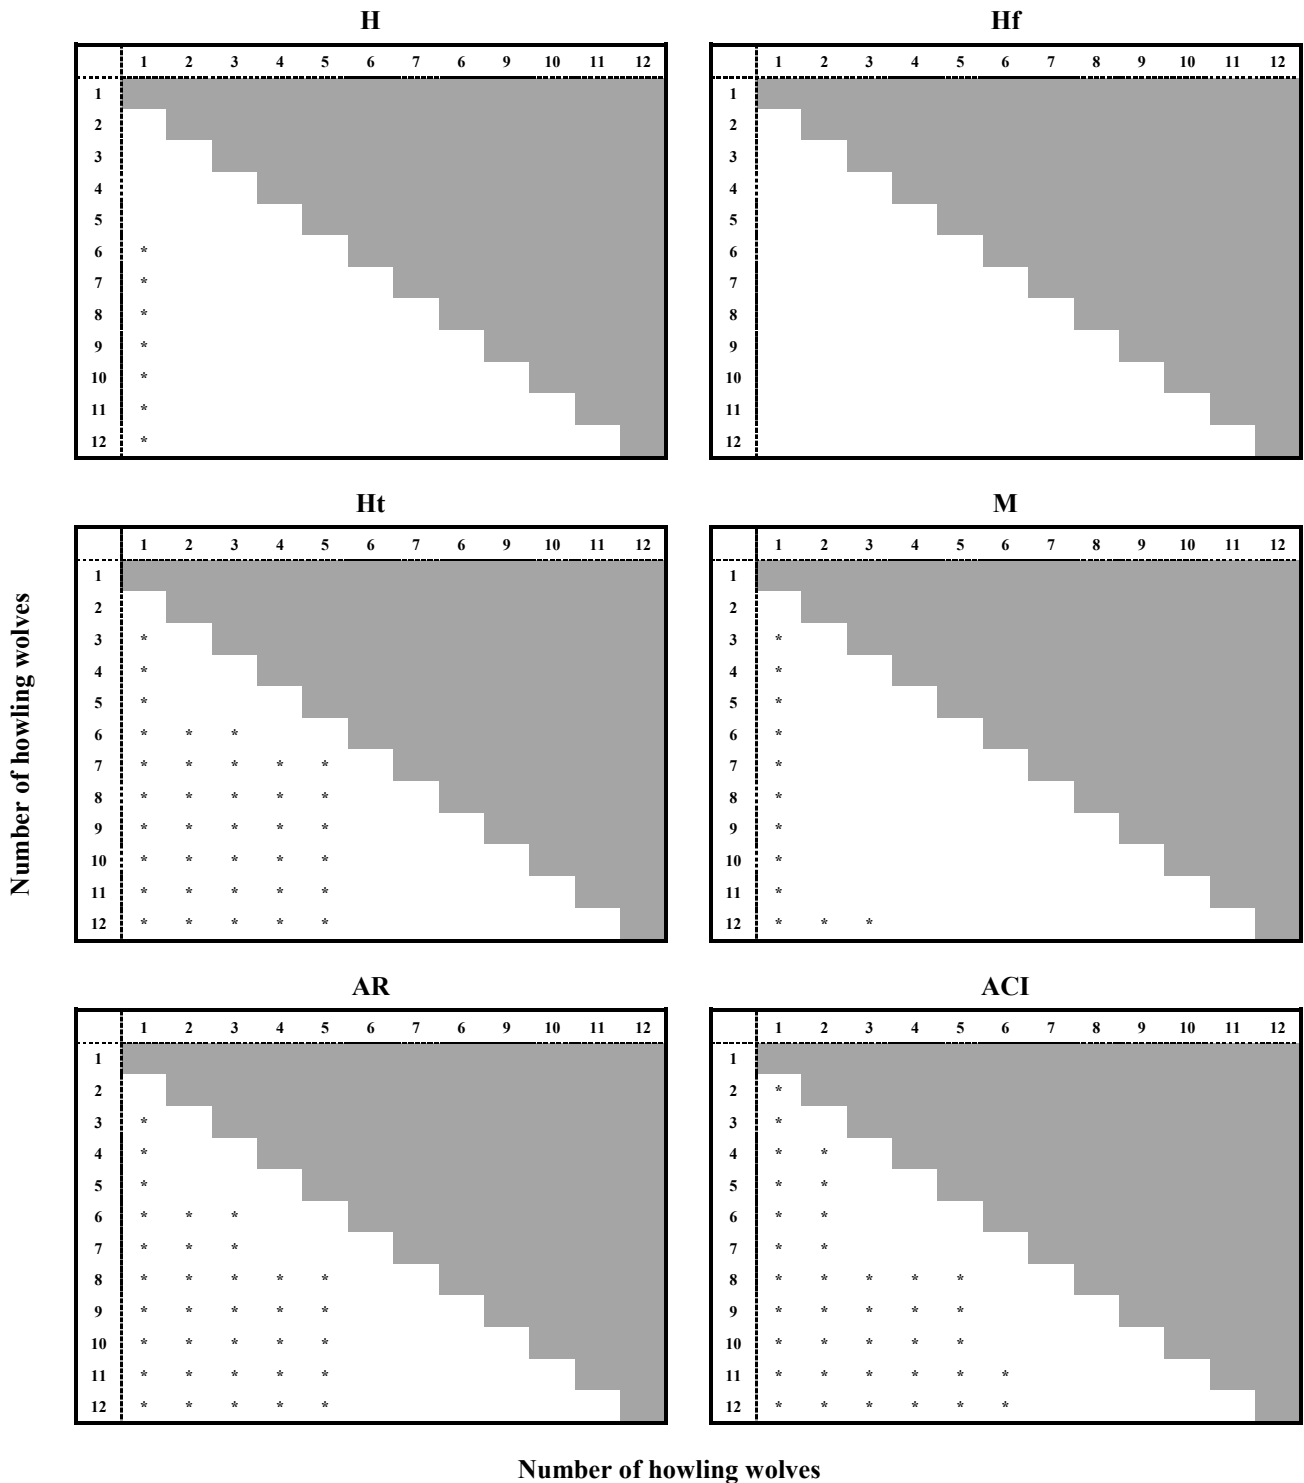 H
1 2 3 4 5 6 7 6 9 10 11 12
1
2
3
4
5
6 *
7 *
8 *
9 *
10 *
11 *
12 *
Hf
1 2 3 4 5 6 7 8 9 10 11 12
1
2
3
4
5
6
7
8
9
10
11
12
Number of howling wolves
Ht
1 2 3 4 5 6 7 6 9 10 11 12
1
2
3 *
4 *
5 *
6 * * *
7 * * * * *
8 * * * * *
9 * * * * *
10 * * * * *
11 * * * * *
12 * * * * *
M
1 2 3 4 5 6 7 8 9 10 11 12
1
2
3 *
4 *
5 *
6 *
7 *
8 *
9 *
10 *
11 *
12 * * *
AR
1 2 3 4 5 6 7 6 9 10 11 12
1
2
3 *
4 *
5 *
6 * * *
7 * * *
8 * * * * *
9 * * * * *
10 * * * * *
11 * * * * *
12 * * * * *
ACI
1 2 3 4 5 6 7 8 9 10 11 12
1
2 *
3 *
4 * *
5 * *
6 * *
7 * *
8 * * * * *
9 * * * * *
10 * * * * *
11 * * * * * *
12 * * * * * *
Number of howling wolves